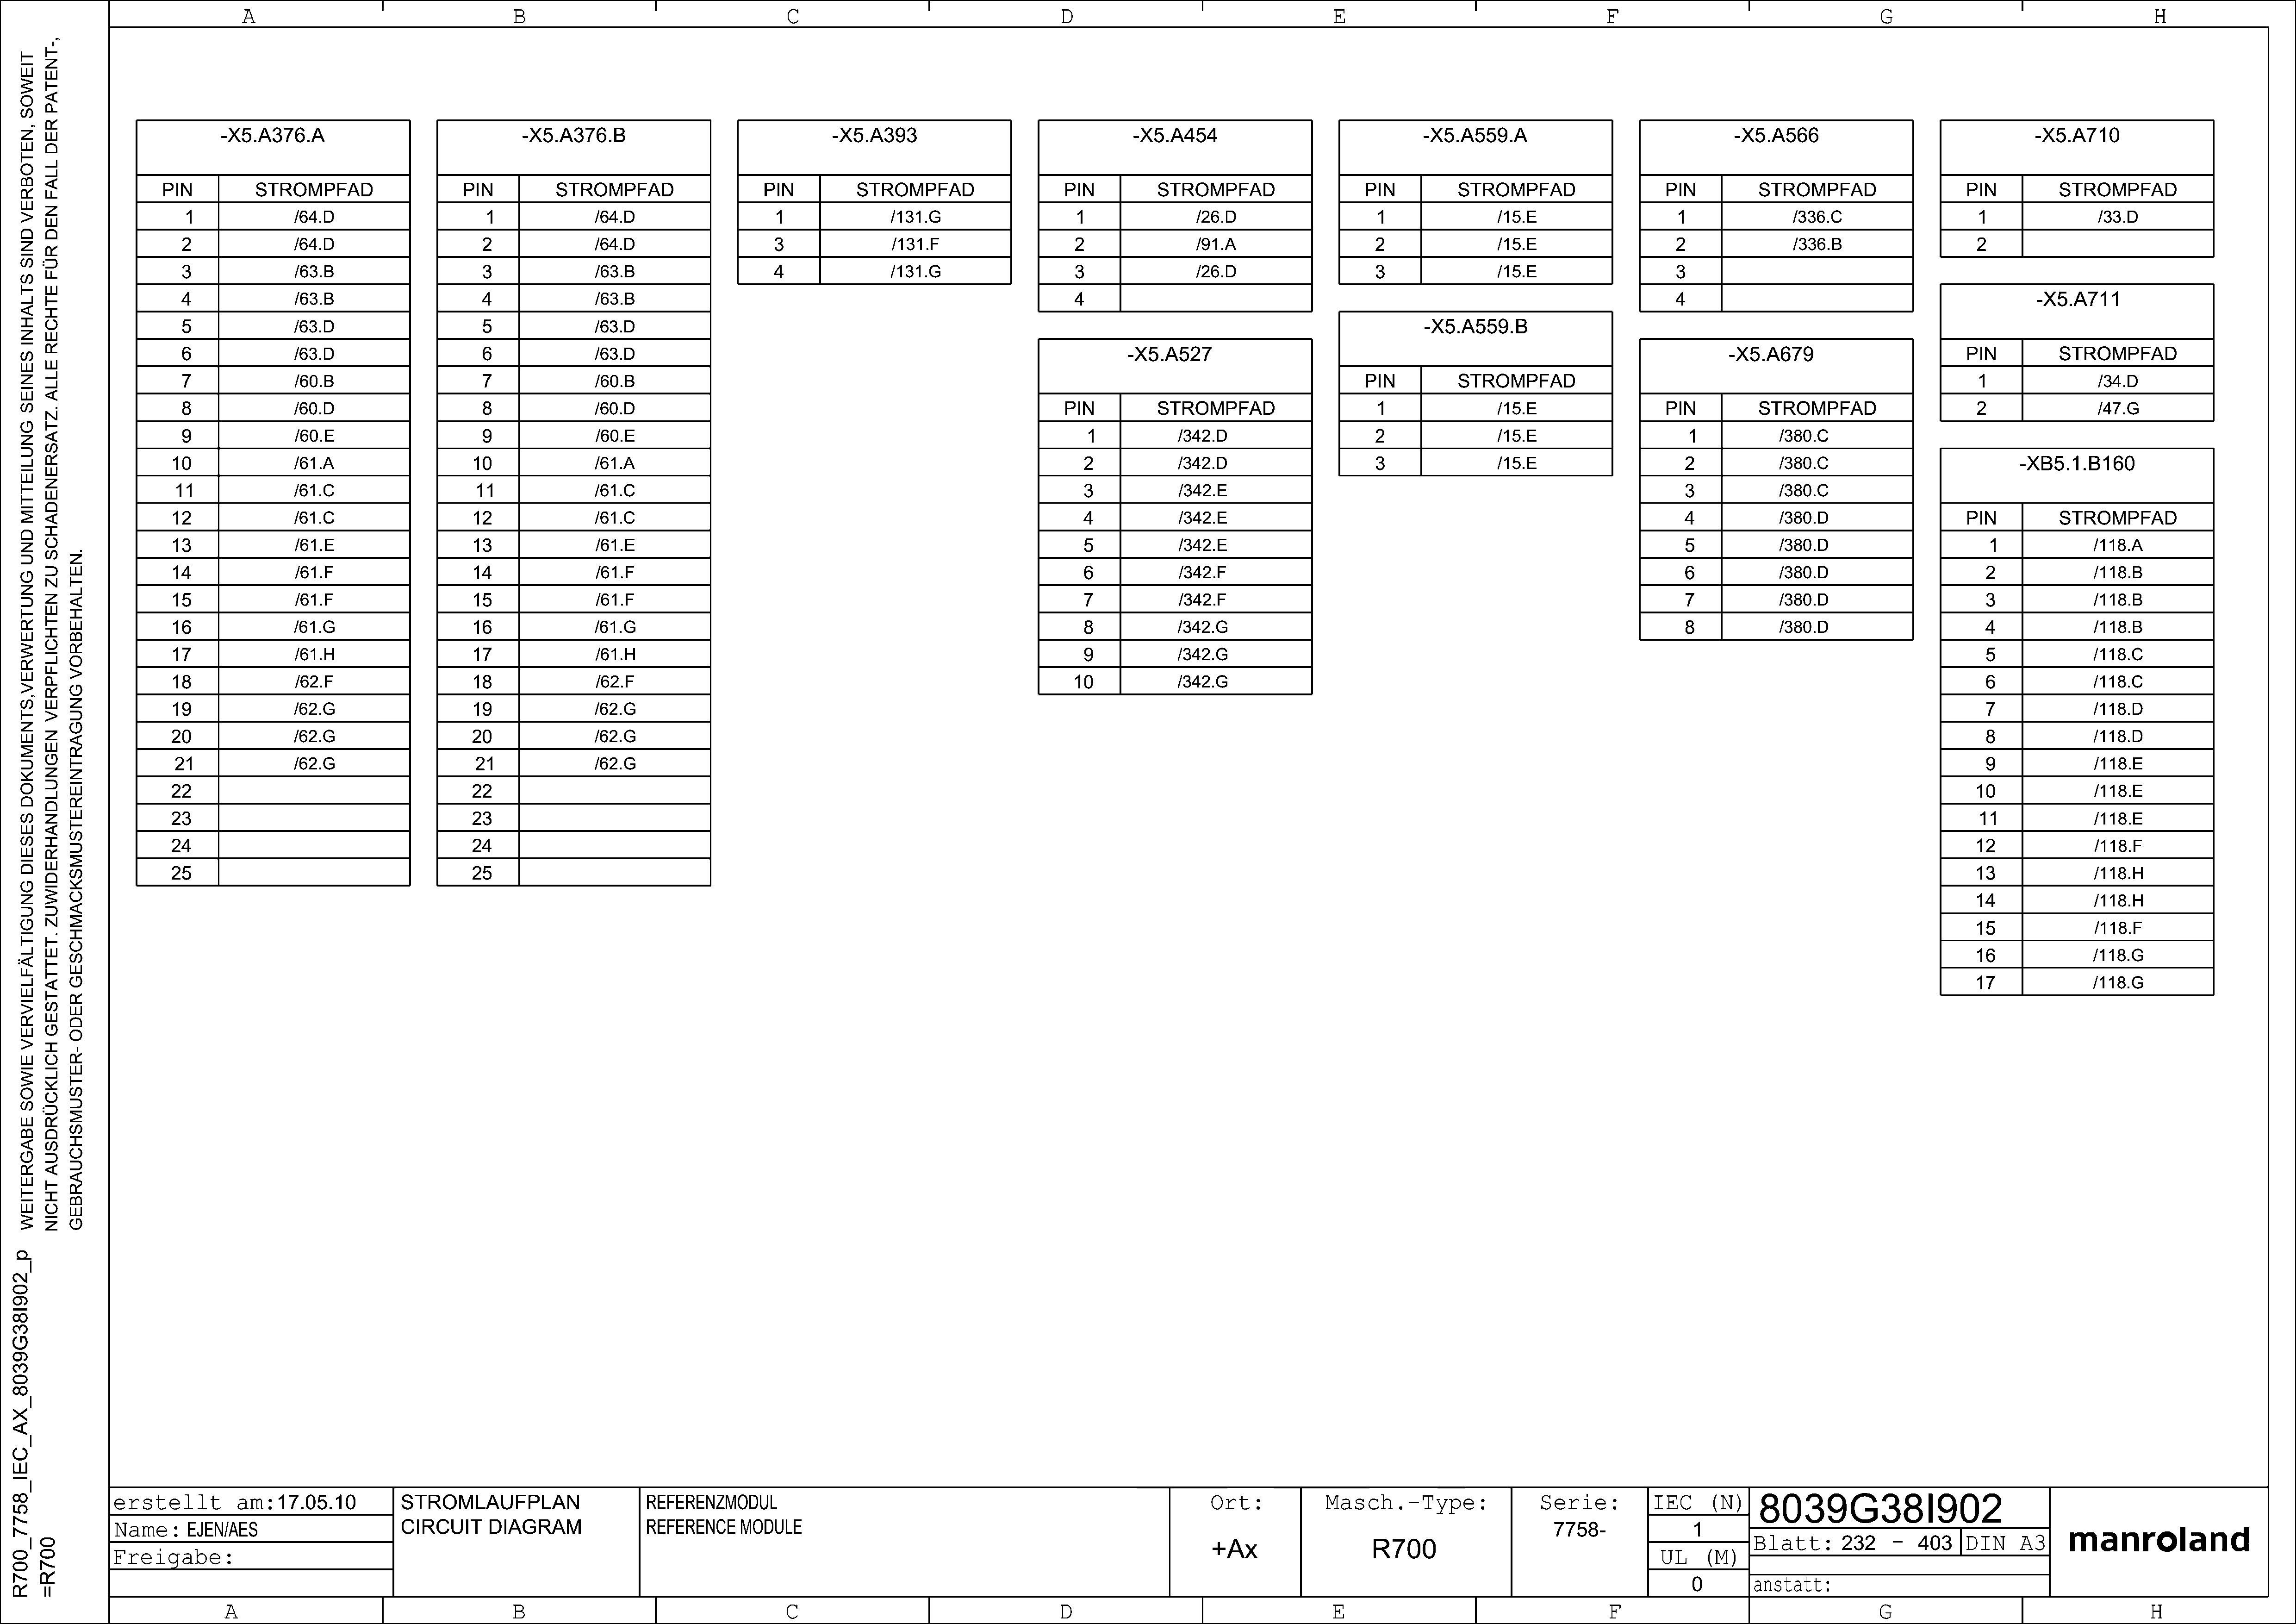 A B C D E F G H
WEITERGABE SOWIE VERVIELFÄLTIGUNG DIESES DOKUMENTS,VERWERTUNG UND MITTEILUNG SEINES INHALTS SIND VERBOTEN, SOWEIT
NICHT AUSDRÜCKLICH GESTATTET. ZUWIDERHANDLUNGEN VERPFLICHTEN ZU SCHADENERSATZ. ALLE RECHTE FÜR DEN FALL DER PATENT-,
GEBRAUCHSMUSTER- ODER GESCHMACKSMUSTEREINTRAGUNG VORBEHALTEN.
R700_7758_IEC_AX_8039G38I902_p
=R700
-X5.A376.A
PIN STROMPFAD
1 /64.D
2 /64.D
3 /63.B
4 /63.B
5 /63.D
6 /63.D
7 /60.B
8 /60.D
9 /60.E
10 /61.A
11 /61.C
12 /61.C
13 /61.E
14 /61.F
15 /61.F
16 /61.G
17 /61.H
18 /62.F
19 /62.G
20 /62.G
21 /62.G
22
23
24
25
-X5.A376.B
PIN STROMPFAD
1 /64.D
2 /64.D
3 /63.B
4 /63.B
5 /63.D
6 /63.D
7 /60.B
8 /60.D
9 /60.E
10 /61.A
11 /61.C
12 /61.C
13 /61.E
14 /61.F
15 /61.F
16 /61.G
17 /61.H
18 /62.F
19 /62.G
20 /62.G
21 /62.G
22
23
24
25
-X5.A393
PIN STROMPFAD
1 /131.G
3 /131.F
4 /131.G
-X5.A454
PIN STROMPFAD
1 /26.D
2 /91.A
3 /26.D
4
-X5.A527
PIN STROMPFAD
1 /342.D
2 /342.D
3 /342.E
4 /342.E
5 /342.E
6 /342.F
7 /342.F
8 /342.G
9 /342.G
10 /342.G
-X5.A559.A
PIN STROMPFAD
1 /15.E
2 /15.E
3 /15.E
-X5.A559.B
PIN STROMPFAD
1 /15.E
2 /15.E
3 /15.E
-X5.A566
PIN STROMPFAD
1 /336.C
2 /336.B
3
4
-X5.A679
PIN STROMPFAD
1 /380.C
2 /380.C
3 /380.C
4 /380.D
5 /380.D
6 /380.D
7 /380.D
8 /380.D
-X5.A710
PIN STROMPFAD
1 /33.D
2
-X5.A711
PIN STROMPFAD
1 /34.D
2 /47.G
-XB5.1.B160
PIN STROMPFAD
1 /118.A
2 /118.B
3 /118.B
4 /118.B
5 /118.C
6 /118.C
7 /118.D
8 /118.D
9 /118.E
10 /118.E
11 /118.E
12 /118.F
13 /118.H
14 /118.H
15 /118.F
16 /118.G
17 /118.G
erstellt am:17.05.10
Name: EJEN/AES
Freigabe:
STROMLAUFPLAN
CIRCUIT DIAGRAM
REFERENZMODUL
REFERENCE MODULE
Ort:
+Ax
Masch.-Type:
R700
Serie:
7758-
IEC (N)
1
UL (M)
0
8039G38I902
Blatt: 232 - 403 DIN A3
anstatt:
manroland
A B C D E F G H